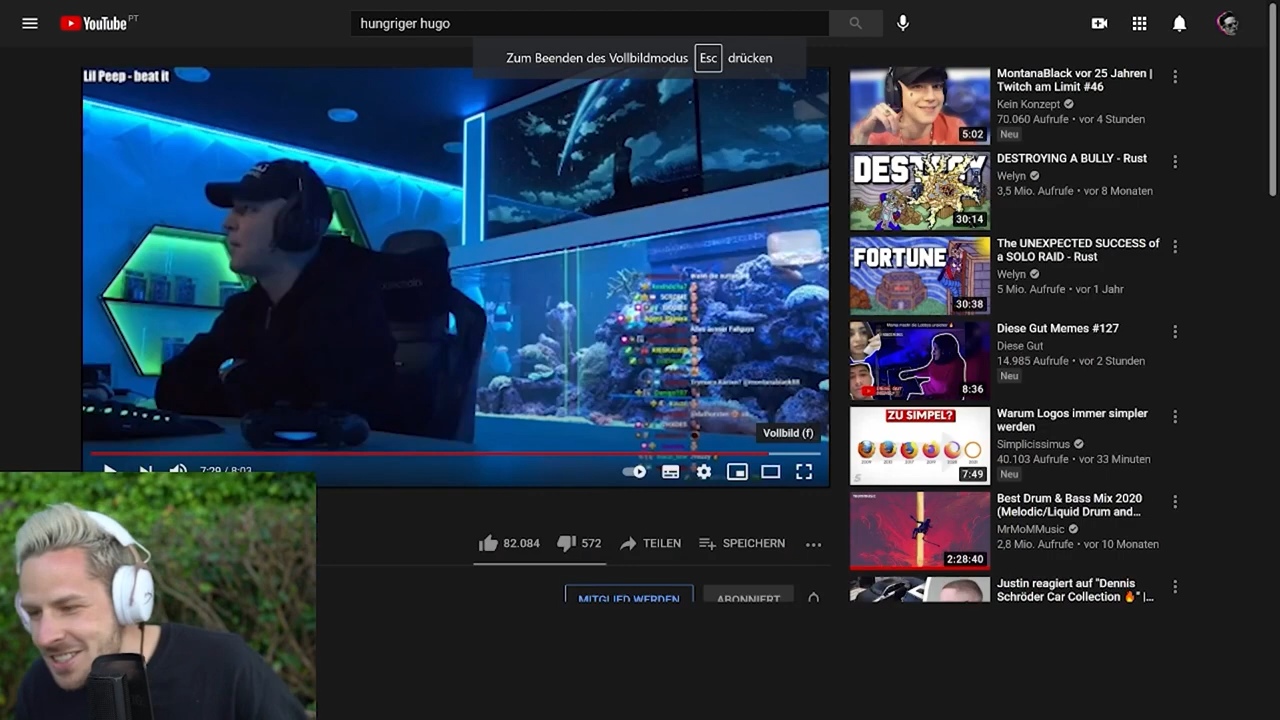 YouTube PT
hungriger hugo
Zum Beenden des Vollbildmodus Esc drücken
Lil Peep - beat it
Vollbild (f)
7:29 / 8:03
82.084
572
TEILEN
SPEICHERN
MITGLIED WERDEN
ABONNIERT
5:02
MontanaBlack vor 25 Jahren |
Twitch am Limit #46
Kein Konzept
70.060 Aufrufe • vor 4 Stunden
Neu
DESTROY
30:14
DESTROYING A BULLY - Rust
Welyn
3,5 Mio. Aufrufe • vor 8 Monaten
FORTUNE
30:38
The UNEXPECTED SUCCESS of
a SOLO RAID - Rust
Welyn
5 Mio. Aufrufe • vor 1 Jahr
8:36
Diese Gut Memes #127
Diese Gut
14.985 Aufrufe • vor 2 Stunden
Neu
ZU SIMPEL?
7:49
Warum Logos immer simpler
werden
Simplicissimus
40.103 Aufrufe • vor 33 Minuten
Neu
2:28:40
Best Drum & Bass Mix 2020
(Melodic/Liquid Drum and...
MrMoMMusic
2,8 Mio. Aufrufe • vor 10 Monaten
Justin reagiert auf "Dennis
Schröder Car Collection 🔥" |...